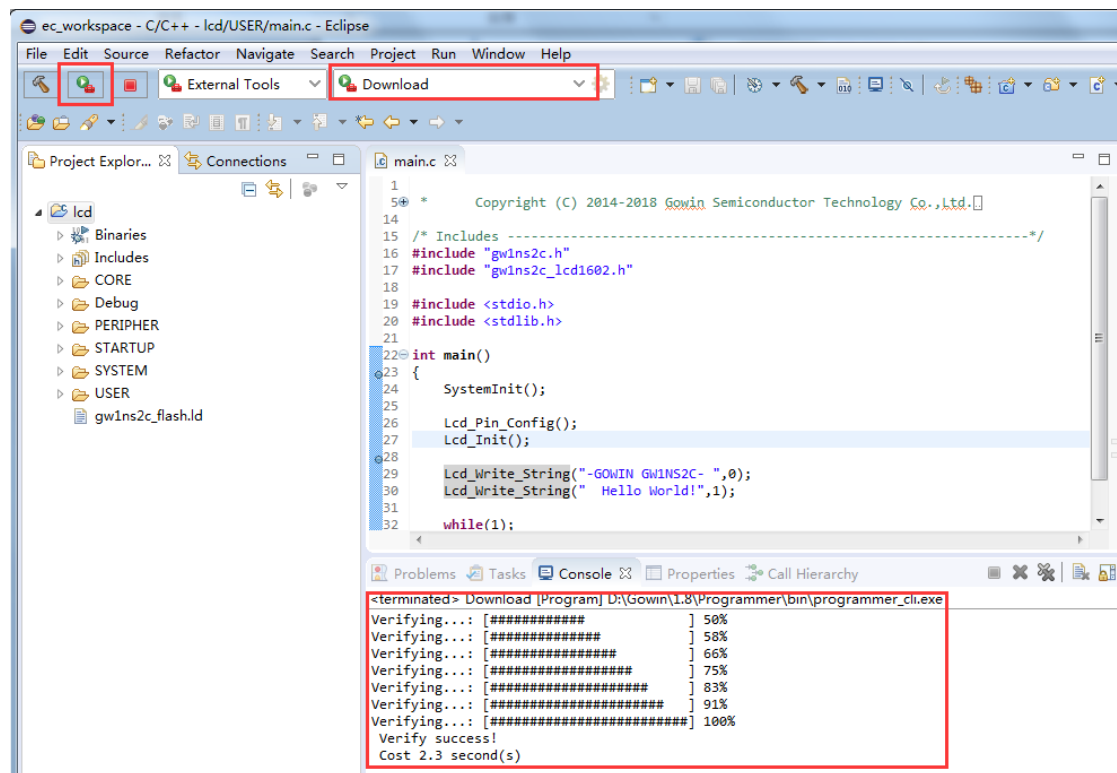 ec_workspace - C/C++ - lcd/USER/main.c - Eclipse
File Edit Source Refactor Navigate Search Project Run Window Help
External Tools Download
010
Project Explor... Connections
lcd
Binaries
Includes
CORE
Debug
PERIPHER
STARTUP
SYSTEM
USER
gw1ns2c_flash.ld
main.c
1
5 * Copyright (C) 2014-2018 Gowin Semiconductor Technology Co.,Ltd.
14
15 /* Includes ------------------------------------------------------------------*/
16 #include "gw1ns2c.h"
17 #include "gw1ns2c_lcd1602.h"
18
19 #include <stdio.h>
20 #include <stdlib.h>
21
22 int main()
23 {
24 SystemInit();
25
26 Lcd_Pin_Config();
27 Lcd_Init();
28
29 Lcd_Write_String("-GOWIN GW1NS2C- ",0);
30 Lcd_Write_String("  Hello World!",1);
31
32 while(1);
Problems Tasks Console Properties Call Hierarchy
<terminated> Download [Program] D:\Gowin\1.8\Programmer\bin\programmer_cli.exe
Verifying...: [############             ] 50%
Verifying...: [##############           ] 58%
Verifying...: [################         ] 66%
Verifying...: [##################       ] 75%
Verifying...: [####################     ] 83%
Verifying...: [######################   ] 91%
Verifying...: [#########################] 100%
Verify success!
Cost 2.3 second(s)